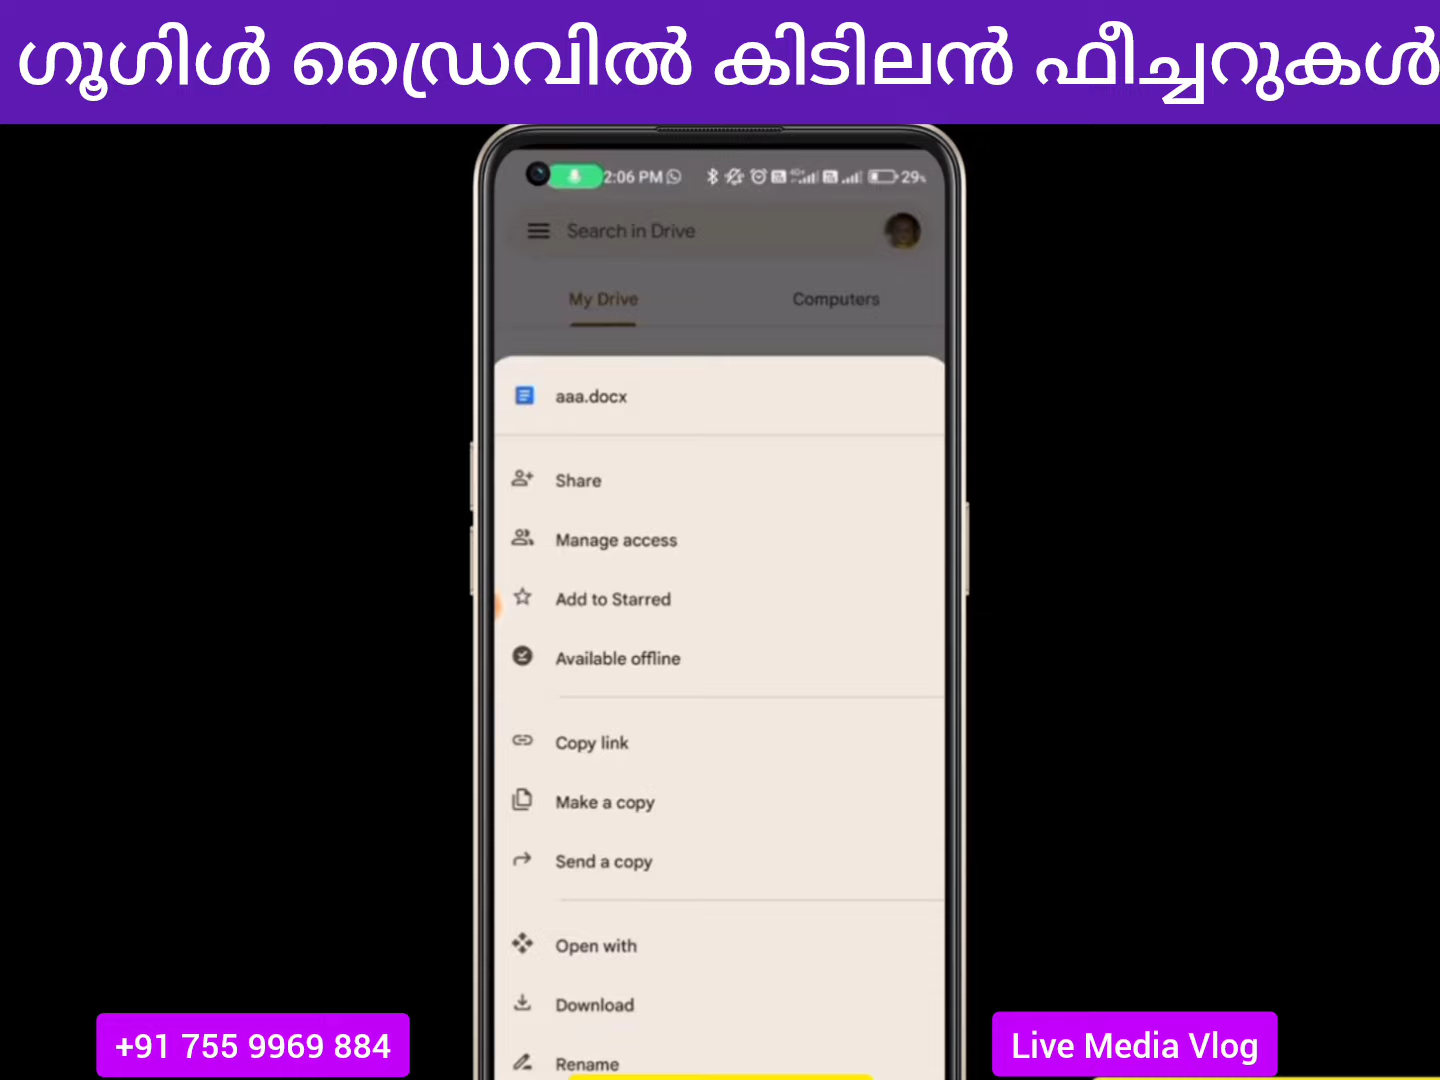 ഗൂഗിൾ ഡ്രൈവിൽ കിടിലൻ ഫീച്ചറുകൾ
2:06 PM 29%
Search in Drive
My Drive Computers
aaa.docx
Share
Manage access
Add to Starred
Available offline
Copy link
Make a copy
Send a copy
Open with
Download
Rename
+91 755 9969 884
Live Media Vlog